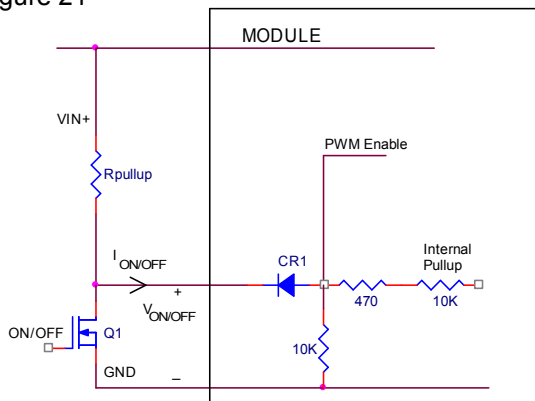 gure 21
MODULE
VIN+
PWM Enable
Rpullup
Internal
Pullup
I
ON/OFF
CR1
+
V
ON/OFF
470
10K
ON/OFF
Q1
10K
GND
_